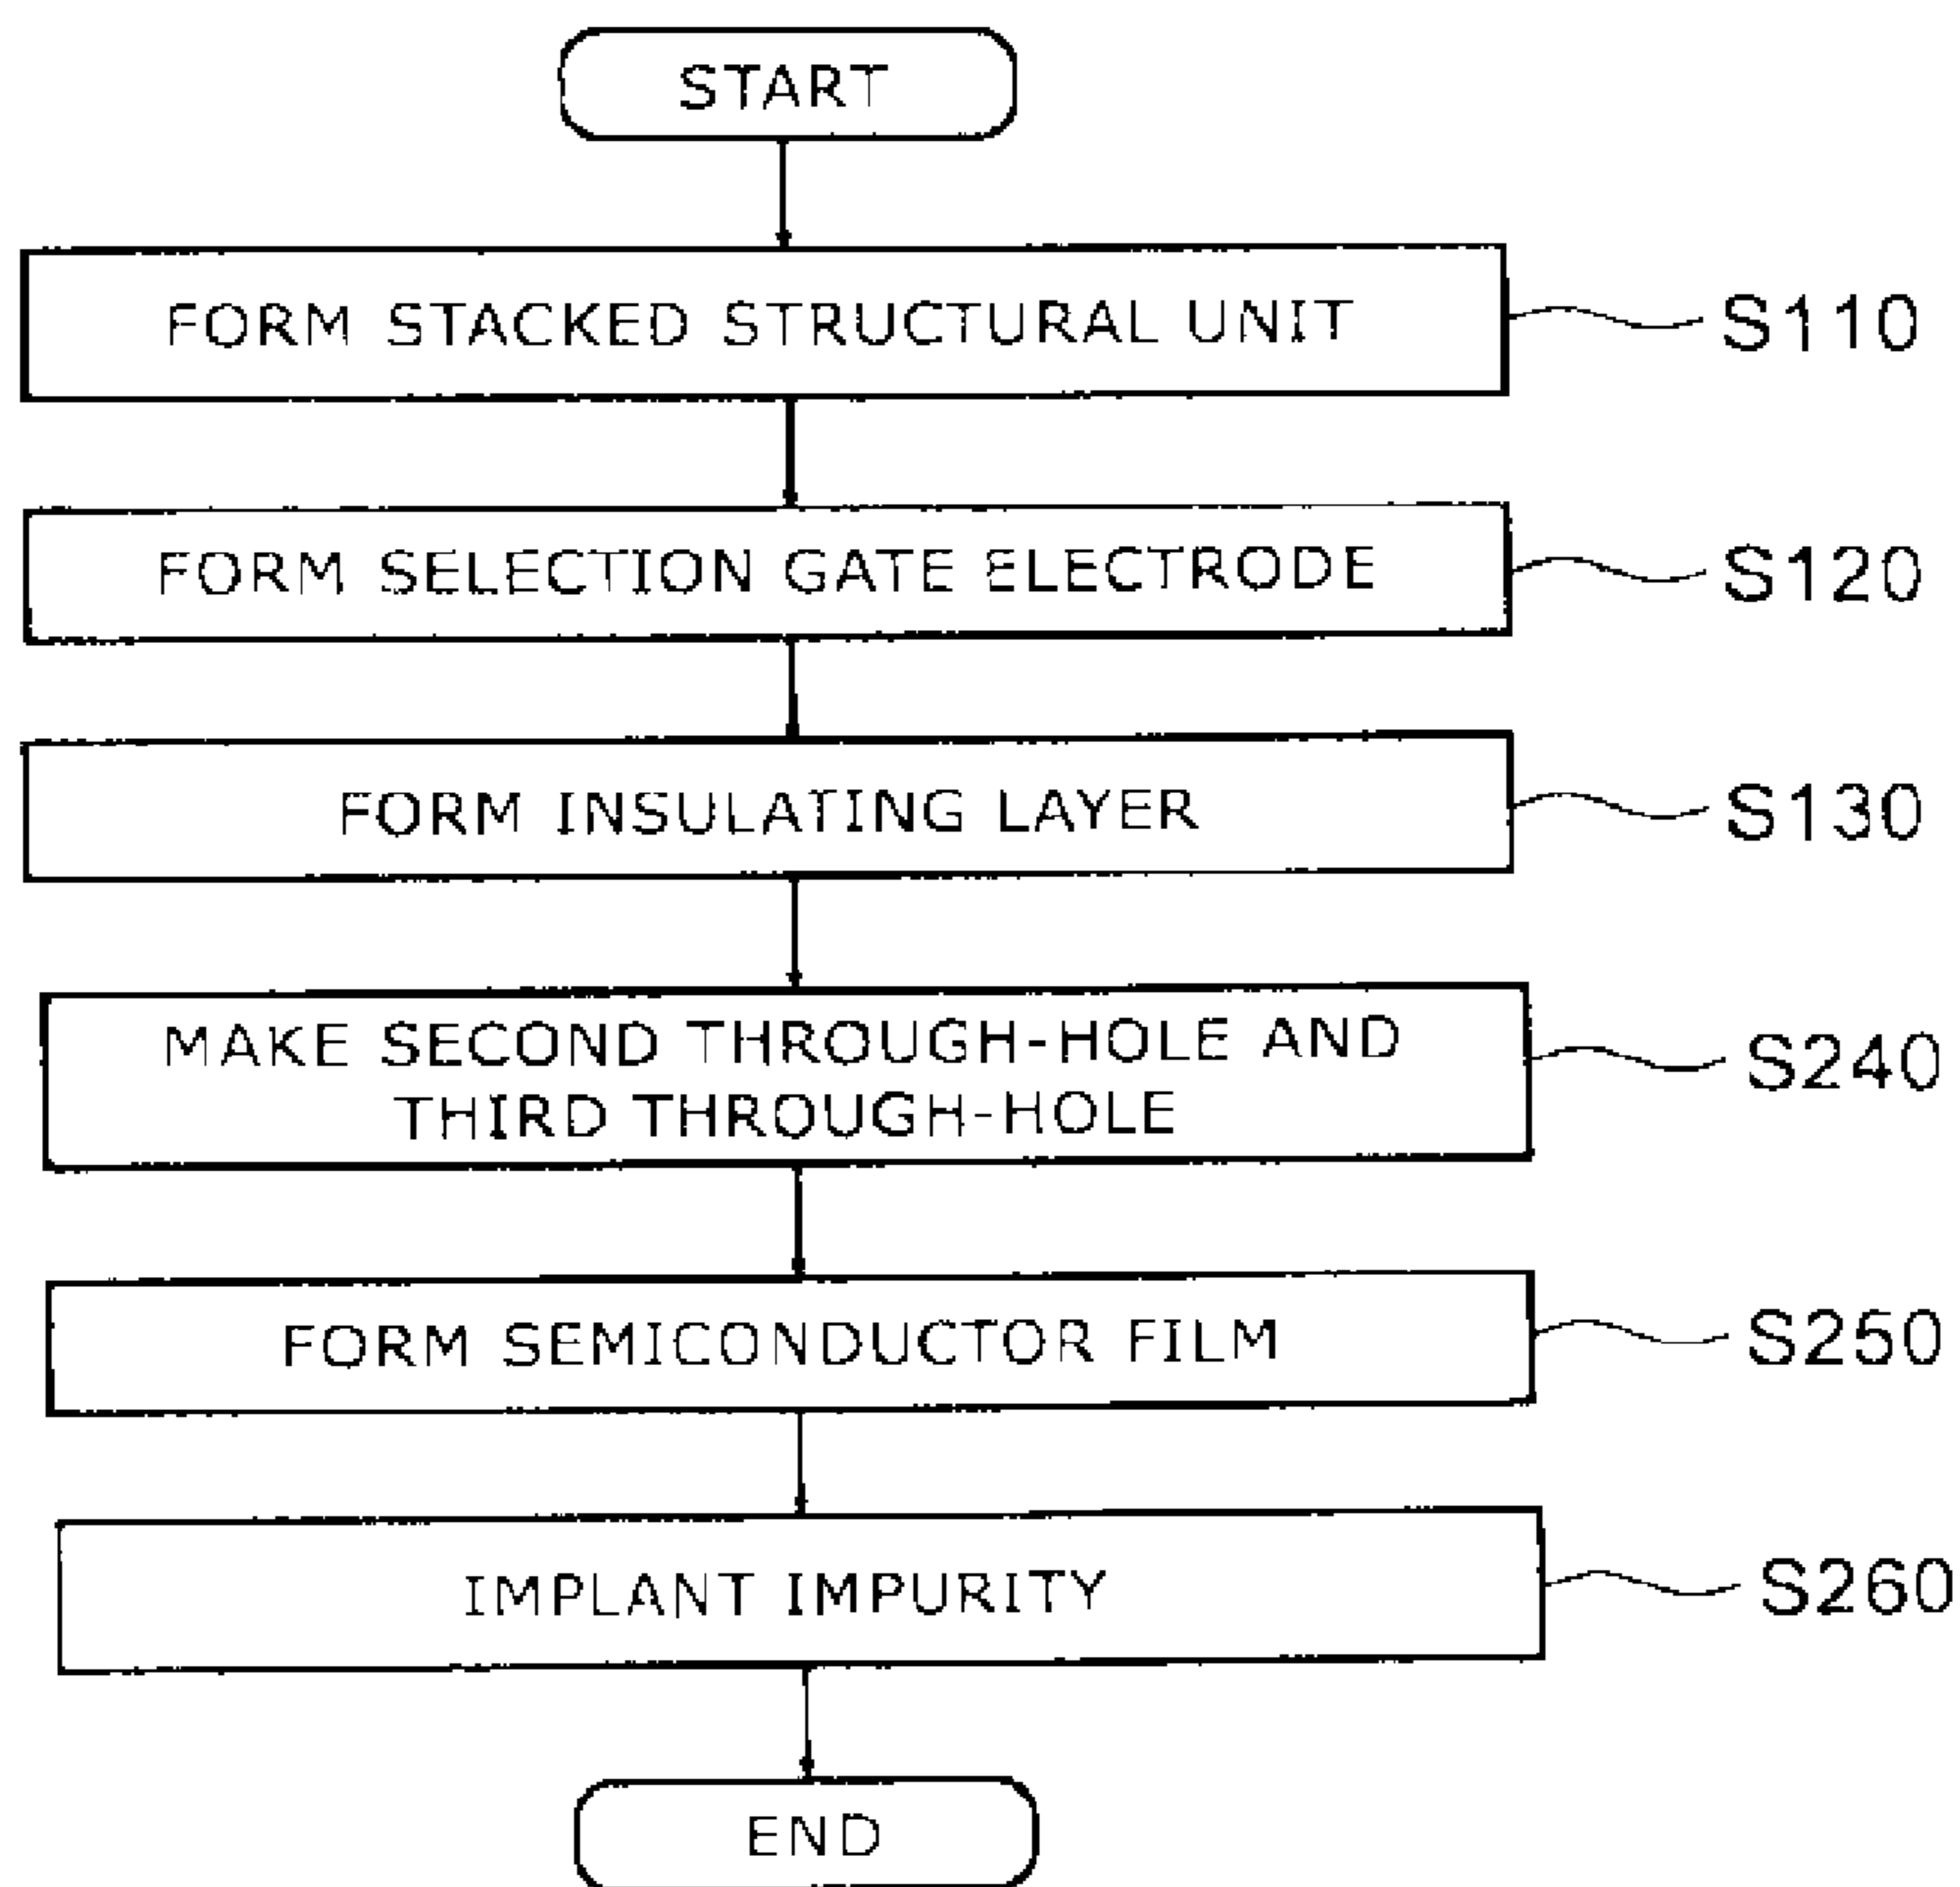 START
FORM STACKED STRUCTURAL UNIT
S110
FORM SELECTION GATE ELECTRODE
S120
FORM INSULATING LAYER
S130
MAKE SECOND THROUGH-HOLE AND
THIRD THROUGH-HOLE
S240
FORM SEMICONDUCTOR FILM
S250
IMPLANT IMPURITY
S260
END